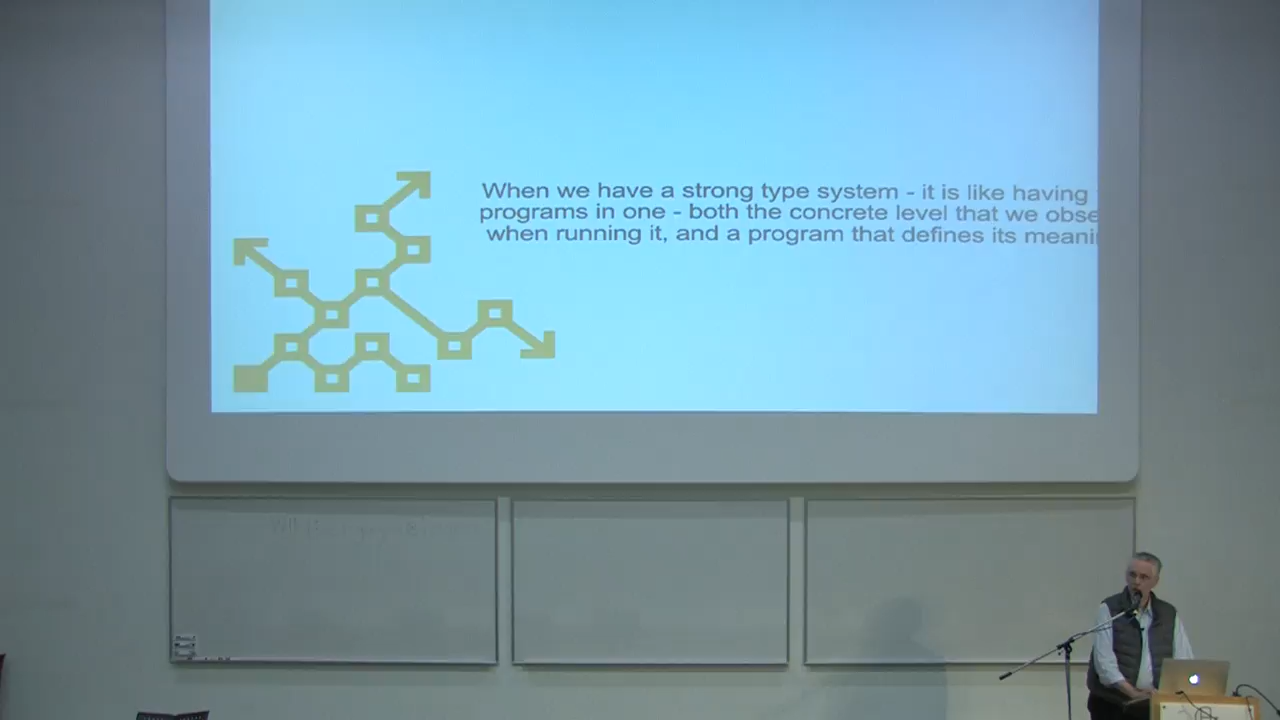 When we have a strong type system - it is like having
programs in one - both the concrete level that we obse
when running it, and a program that defines its meani